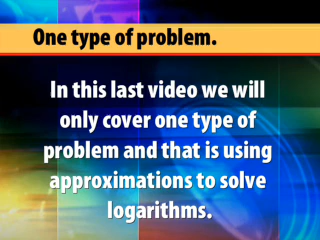 One type of problem.
In this last video we will
only cover one type of
problem and that is using
approximations to solve
logarithms.